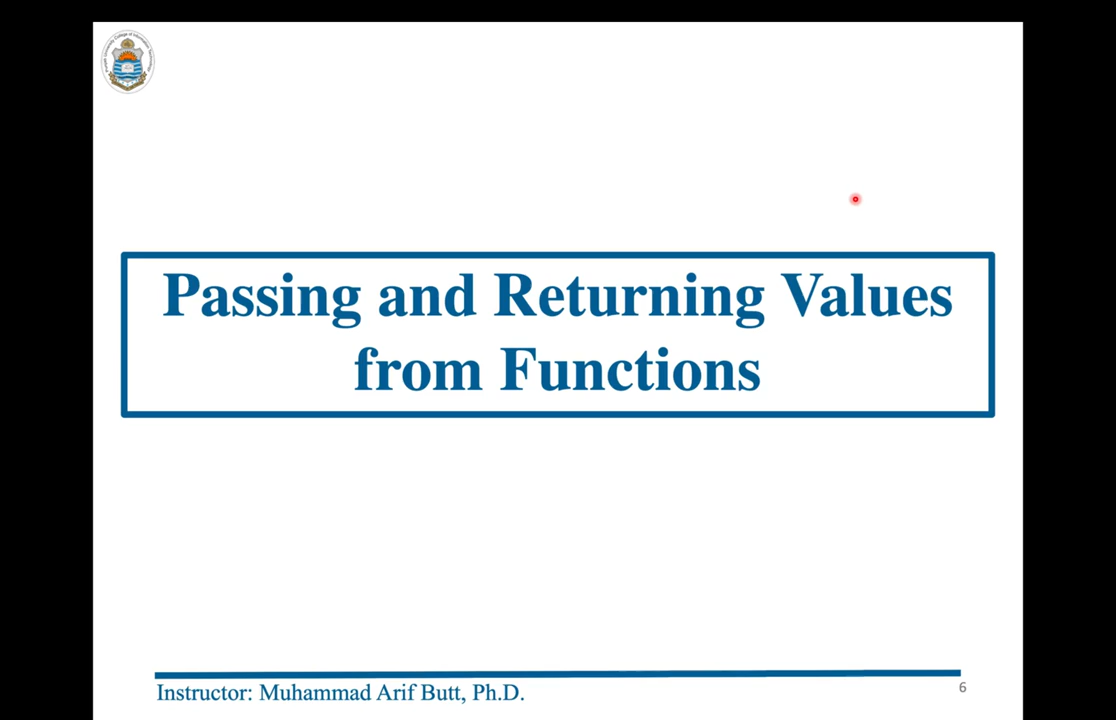 Passing and Returning Values
from Functions
Instructor: Muhammad Arif Butt, Ph.D.
6